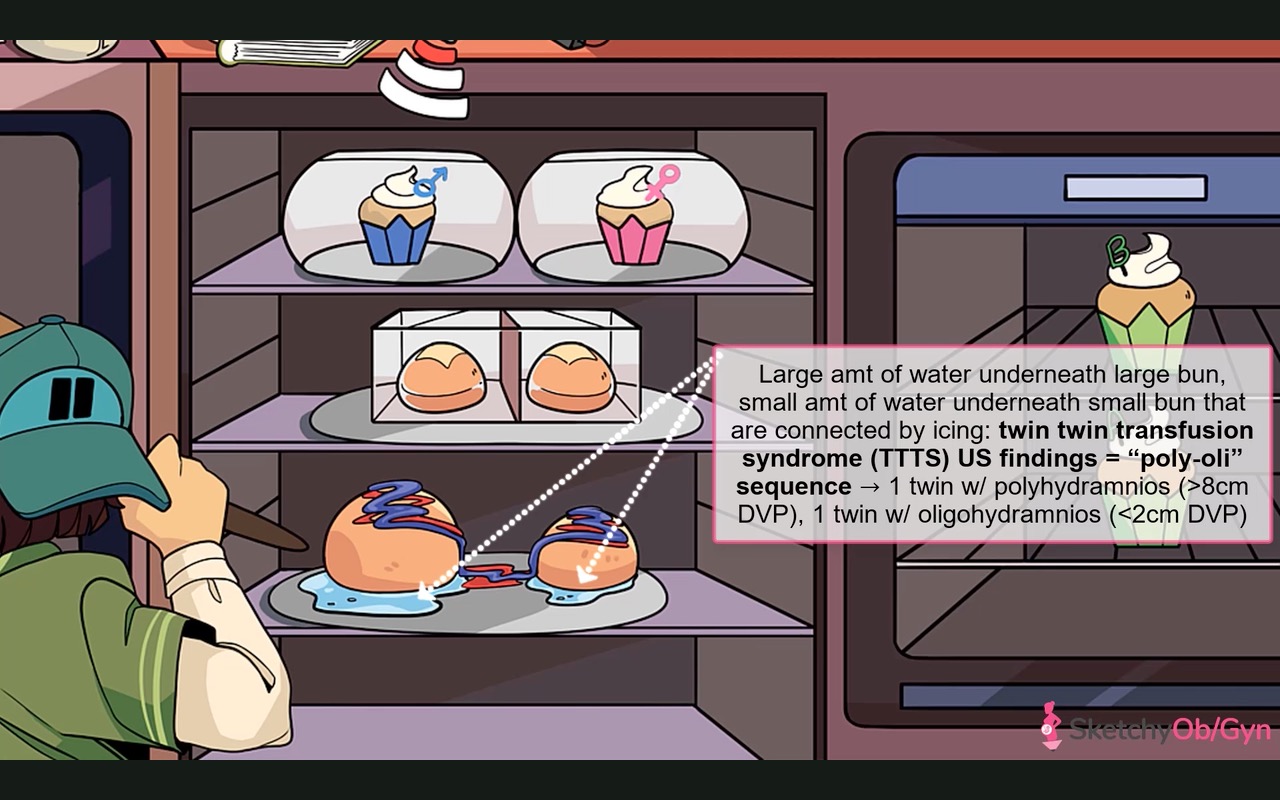 B
Large amt of water underneath large bun,
small amt of water underneath small bun that
are connected by icing: twin twin transfusion
syndrome (TTTS) US findings = “poly-oli”
sequence → 1 twin w/ polyhydramnios (>8cm
DVP), 1 twin w/ oligohydramnios (<2cm DVP)
SketchyOb/Gyn